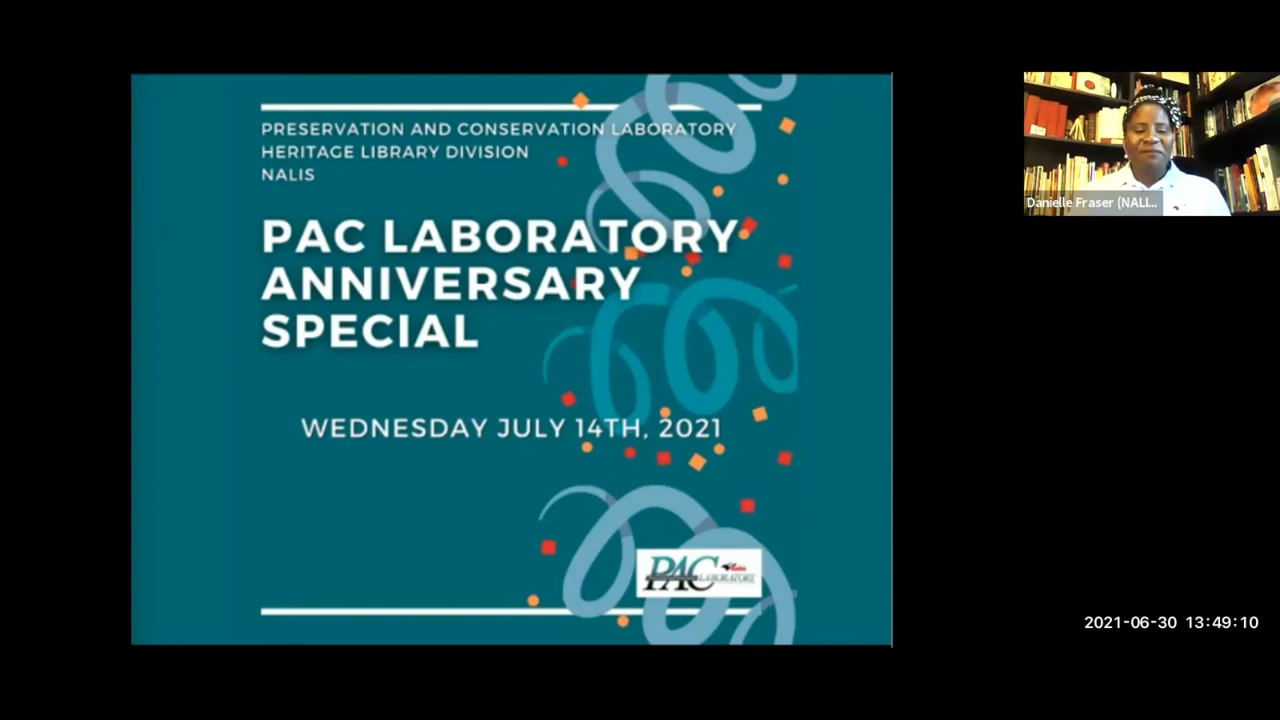 PRESERVATION AND CONSERVATION LABORATORY
HERITAGE LIBRARY DIVISION
NALIS
PAC LABORATORY
ANNIVERSARY
SPECIAL
WEDNESDAY JULY 14TH, 2021
PAC
LABORATORY
Danielle Fraser (NALI...
2021-06-30 13:49:10